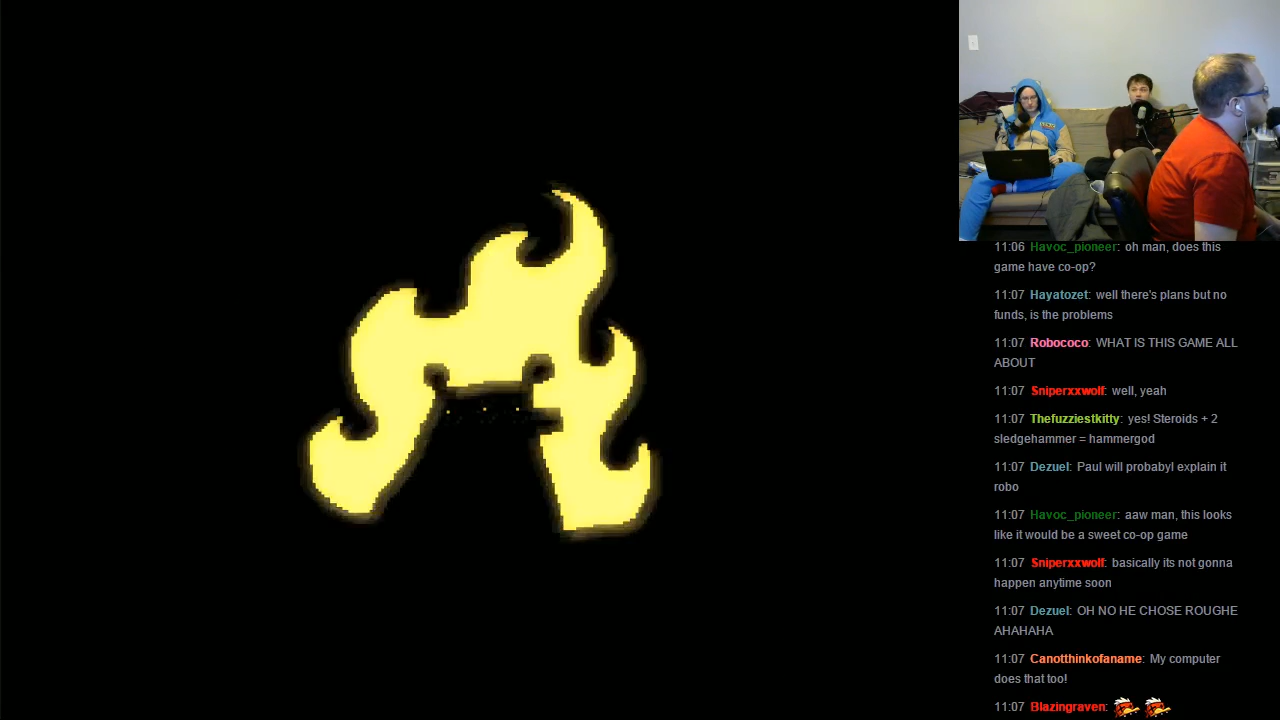 11:06 Havoc_pioneer: oh man, does this
game have co-op?
11:07 Hayatozet: well there's plans but no
funds, is the problems
11:07 Robococo: WHAT IS THIS GAME ALL
ABOUT
11:07 Sniperxxwolf: well, yeah
11:07 Thefuzziestkitty: yes! Steroids + 2
sledgehammer = hammergod
11:07 Dezuel: Paul will probabyl explain it
robo
11:07 Havoc_pioneer: aaw man, this looks
like it would be a sweet co-op game
11:07 Sniperxxwolf: basically its not gonna
happen anytime soon
11:07 Dezuel: OH NO HE CHOSE ROUGHE
AHAHAHA
11:07 Canotthinkofaname: My computer
does that too!
11:07 Blazingraven: